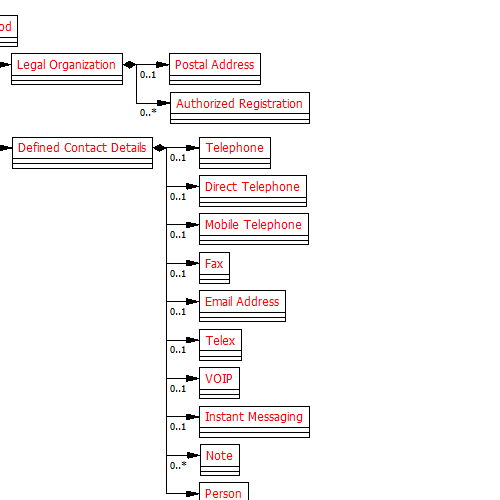 od
Legal Organization
Postal Address
0..1
Authorized Registration
0..*
Defined Contact Details
Telephone
0..1
Direct Telephone
0..1
Mobile Telephone
0..1
Fax
0..1
Email Address
0..1
Telex
0..1
VOIP
0..1
Instant Messaging
0..1
Note
0..*
Person